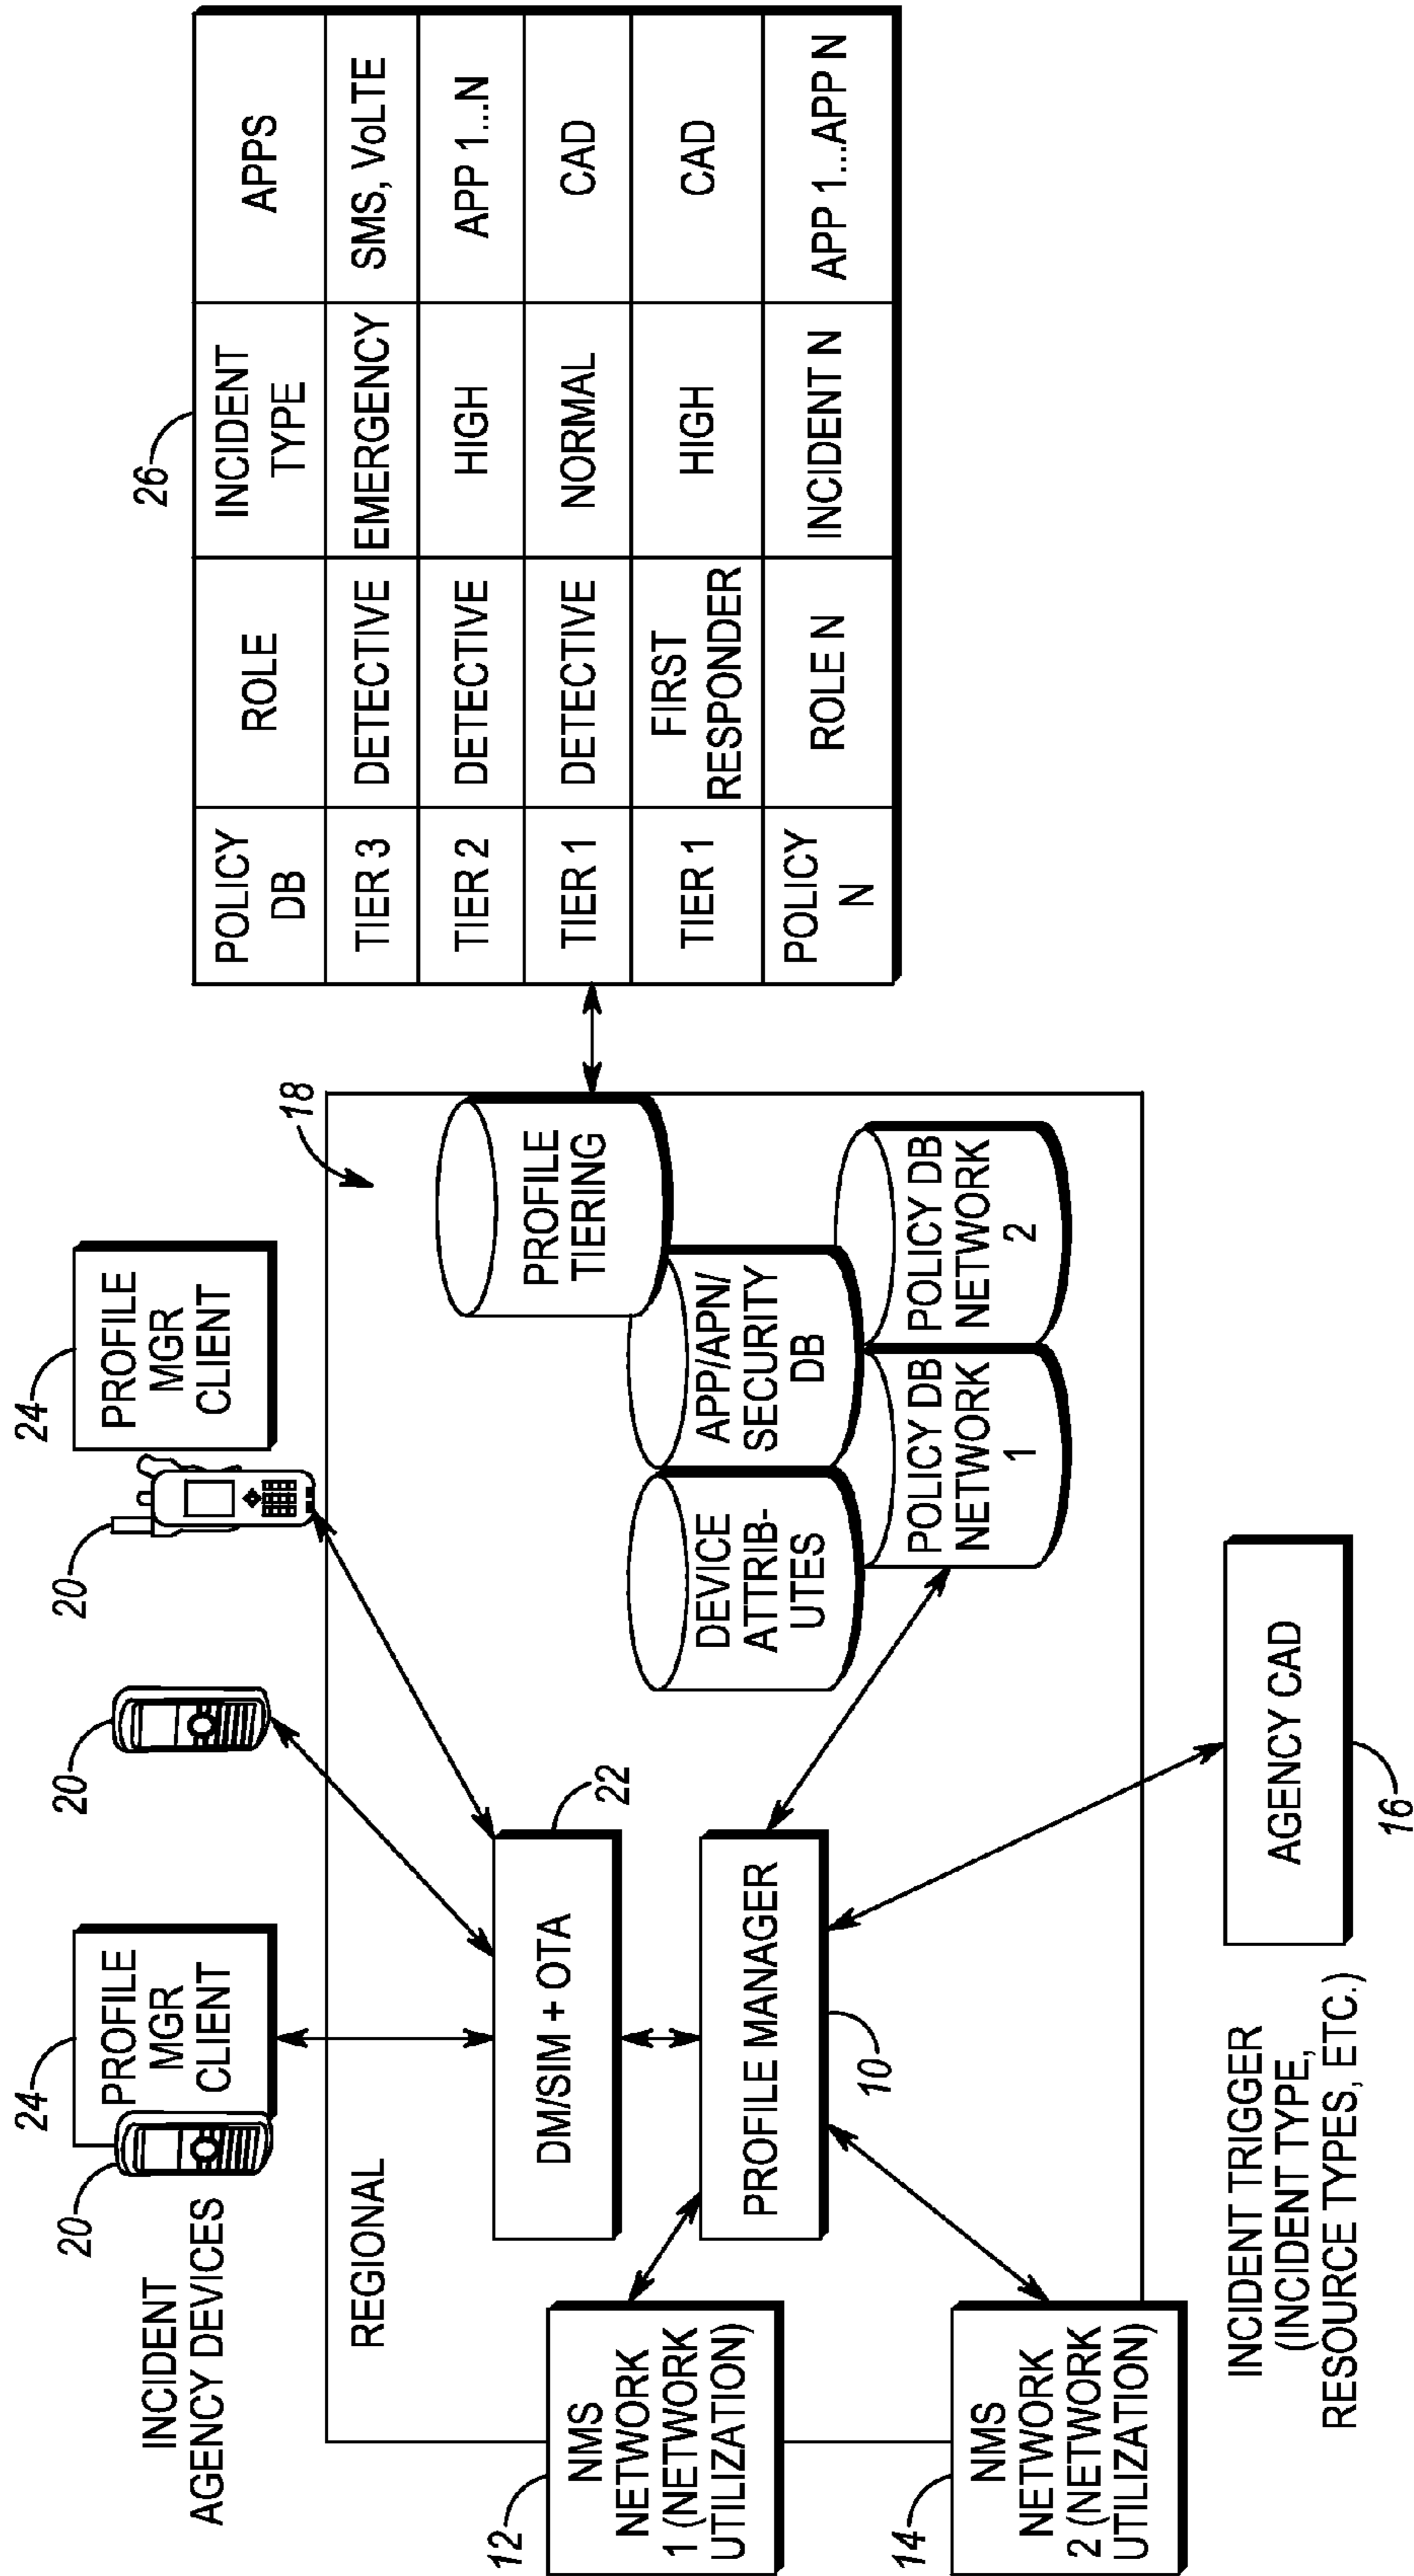 INCIDENT
AGENCY DEVICES
20
24
PROFILE
MGR
CLIENT
20
20
24
PROFILE
MGR
CLIENT
REGIONAL
18
12
NMS
NETWORK
1 (NETWORK
UTILIZATION)
14
NMS
NETWORK
2 (NETWORK
UTILIZATION)
DM/SIM + OTA
22
PROFILE MANAGER
10
PROFILE
TIERING
DEVICE
ATTRIB-
UTES
APP/APN/
SECURITY
DB
POLICY DB
NETWORK
1
POLICY DB
NETWORK
2
INCIDENT TRIGGER
(INCIDENT TYPE,
RESOURCE TYPES, ETC.)
AGENCY CAD
16
26
POLICY
DB
ROLE
INCIDENT
TYPE
APPS
TIER 3
DETECTIVE
EMERGENCY
SMS, VoLTE
TIER 2
DETECTIVE
HIGH
APP 1...N
TIER 1
DETECTIVE
NORMAL
CAD
TIER 1
FIRST
RESPONDER
HIGH
CAD
POLICY
N
ROLE N
INCIDENT N
APP 1...APP N